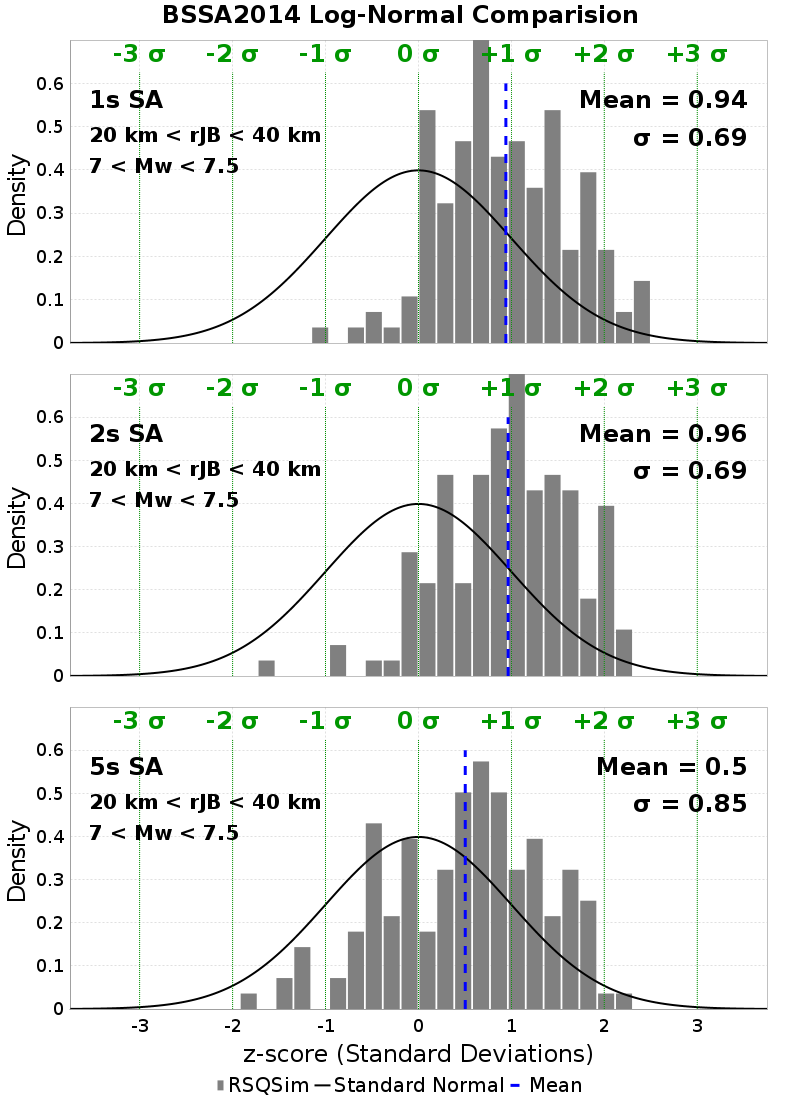 BSSA2014 Log-Normal Comparision
-3 σ -2 σ -1 σ 0 σ +1 σ +2 σ +3 σ
1s SA
20 km < rJB < 40 km
7 < Mw < 7.5
Mean = 0.94
σ = 0.69
Density
0.6
0.5
0.4
0.3
0.2
0.1
0
-3 σ -2 σ -1 σ 0 σ +1 σ +2 σ +3 σ
2s SA
20 km < rJB < 40 km
7 < Mw < 7.5
Mean = 0.96
σ = 0.69
Density
0.6
0.5
0.4
0.3
0.2
0.1
0
-3 σ -2 σ -1 σ 0 σ +1 σ +2 σ +3 σ
5s SA
20 km < rJB < 40 km
7 < Mw < 7.5
Mean = 0.5
σ = 0.85
Density
0.6
0.5
0.4
0.3
0.2
0.1
0
-3 -2 -1 0 1 2 3
z-score (Standard Deviations)
RSQSim Standard Normal Mean